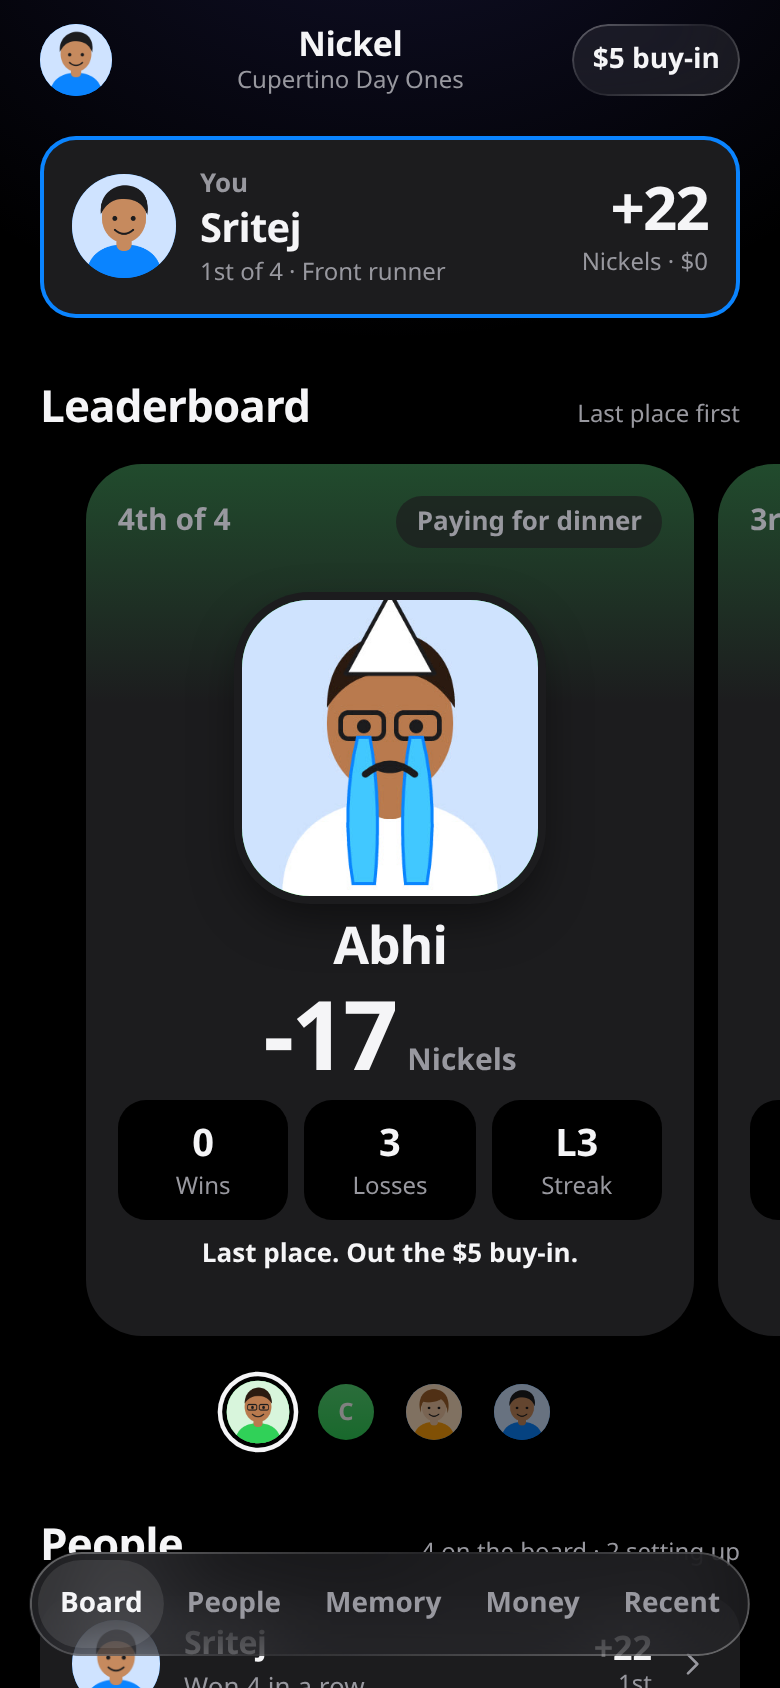 Nickel
Cupertino Day Ones
$5 buy-in
You
Sritej
1st of 4 · Front runner
+22
Nickels · $0
Leaderboard
Last place first
4th of 4
Paying for dinner
3r
Abhi
-17 Nickels
0
Wins
3
Losses
L3
Streak
Last place. Out the $5 buy-in.
C
People
4 on the board · 2 setting up
Board
People
Memory
Money
Recent
Sritej
+22
Won 4 in a row
1st